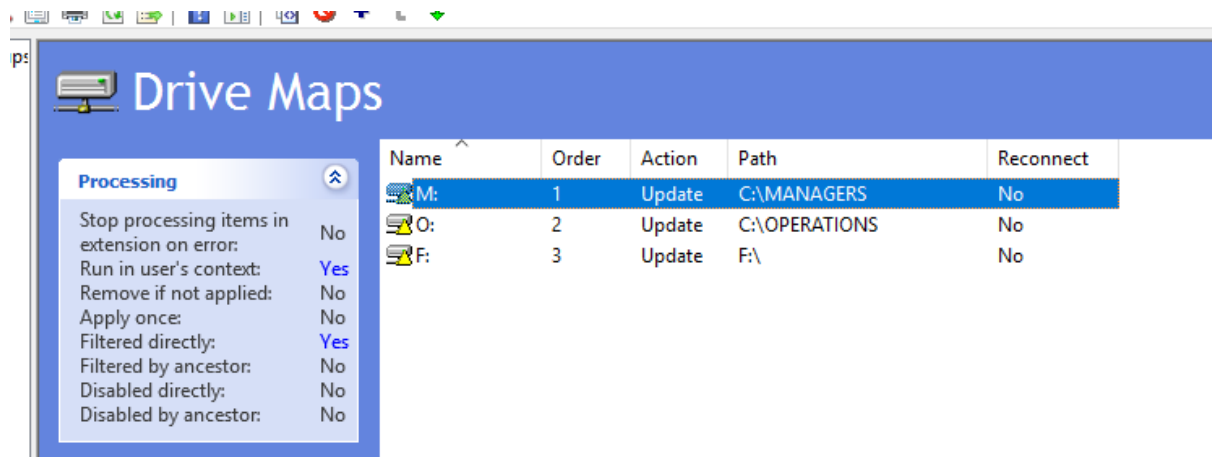 Drive Maps
Processing
Stop processing items in
extension on error: No
Run in user's context: Yes
Remove if not applied: No
Apply once: No
Filtered directly: Yes
Filtered by ancestor: No
Disabled directly: No
Disabled by ancestor: No
Name Order Action Path Reconnect
M: 1 Update C:\MANAGERS No
O: 2 Update C:\OPERATIONS No
F: 3 Update F:\ No